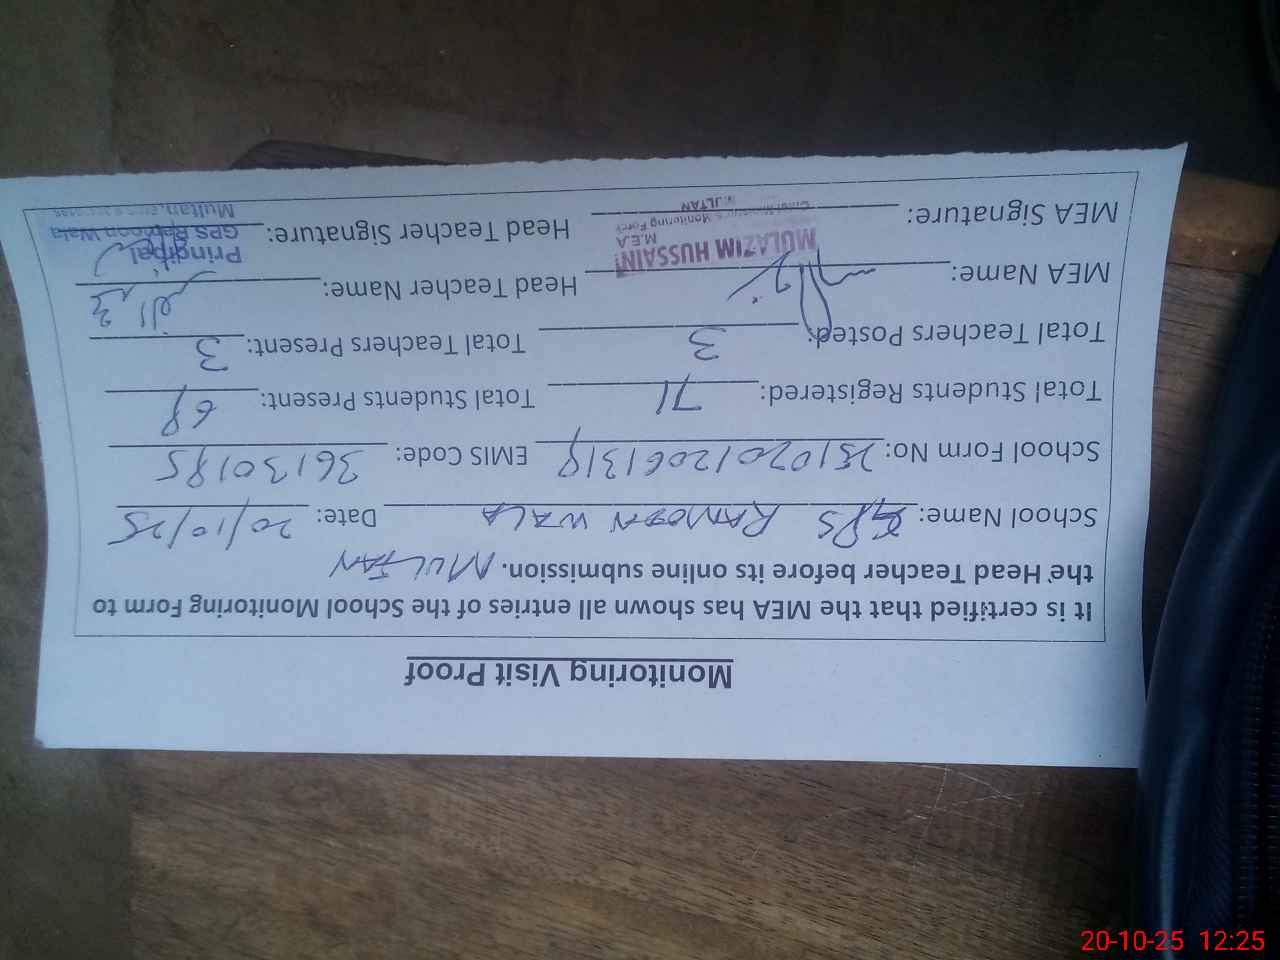 Monitoring Visit Proof
It is certified that the MEA has shown all entries of the School Monitoring Form to
the Head Teacher before its online submission. MULTAN
School Name: GPS RAMOON WALA Date: 20/10/25
School Form No: EMIS Code: 36130185
Total Students Registered: 71 Total Students Present:
Total Teachers Posted: 3 Total Teachers Present: 3
MEA Name: Head Teacher Name:
MULAZIM HUSSAIN
M.E.A
MEA Signature: Head Teacher Signature:
Principal
GPS Wala
Multan.
20-10-25 12:25